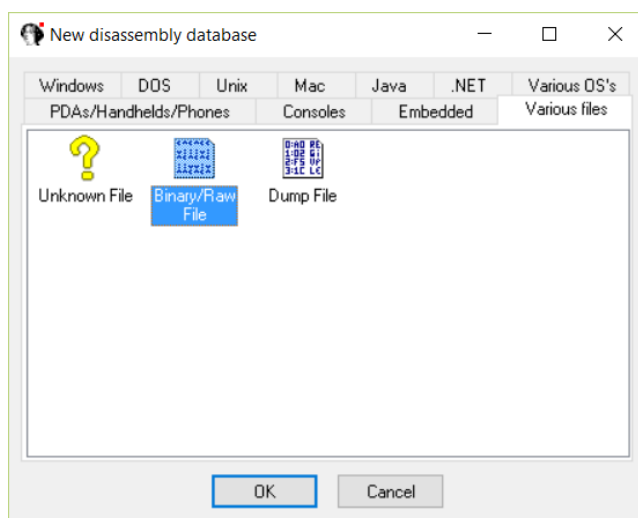 New disassembly database
Windows DOS Unix Mac Java .NET Various OS's
PDAs/Handhelds/Phones Consoles Embedded Various files
Unknown File Binary/Raw File Dump File
OK Cancel